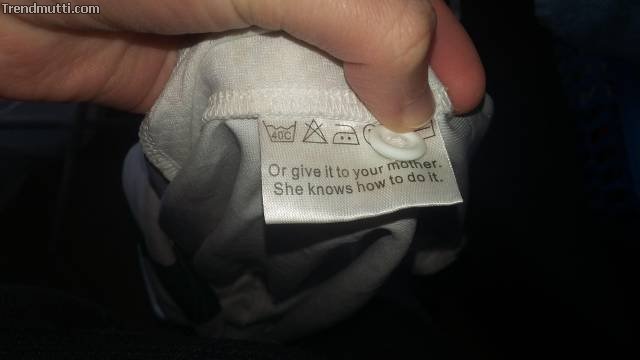 Trendmutti.com
40C
Or give it to your mother.
She knows how to do it.